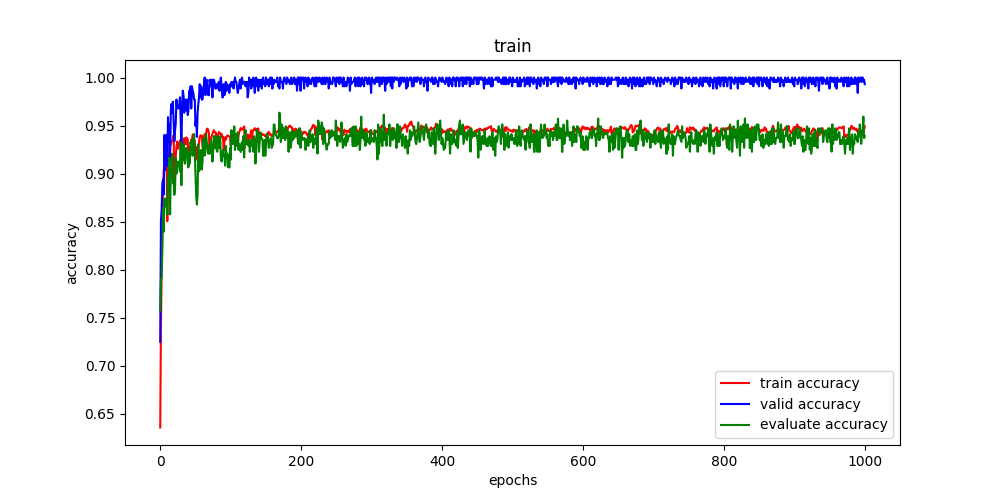 train
1.00
0.95
0.90
0.85
0.80
0.75
0.70
0.65
accuracy
0 200 400 600 800 1000
epochs
train accuracy
valid accuracy
evaluate accuracy